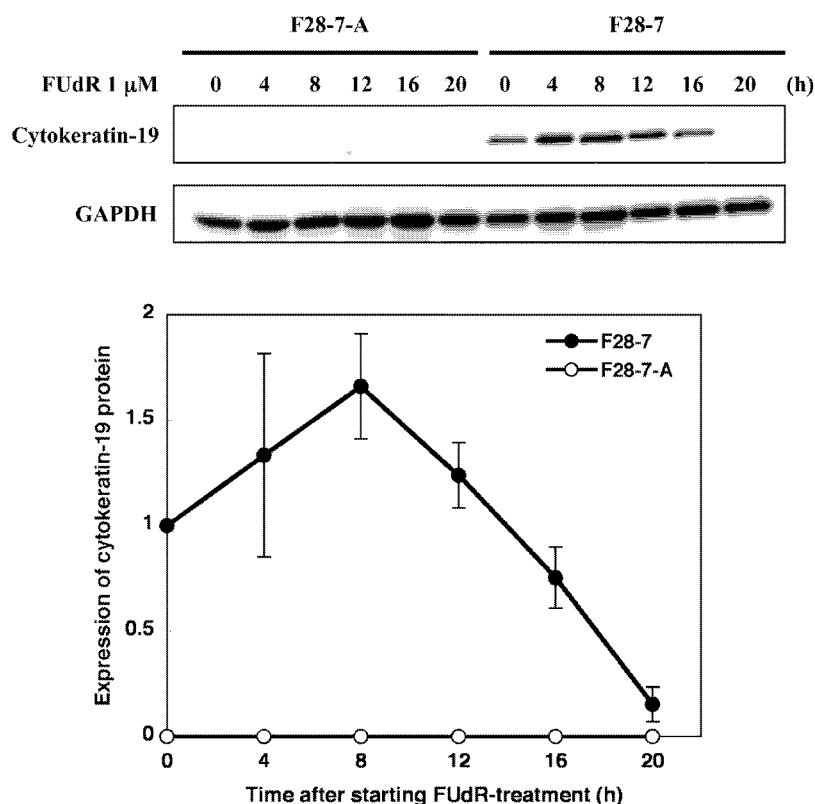 F28-7-A F28-7
FUdR 1 μM 0 4 8 12 16 20 0 4 8 12 16 20 (h)
Cytokeratin-19
GAPDH
2
1.5
1
0.5
0
Expression of cytokeratin-19 protein
F28-7
F28-7-A
0 4 8 12 16 20
Time after starting FUdR-treatment (h)